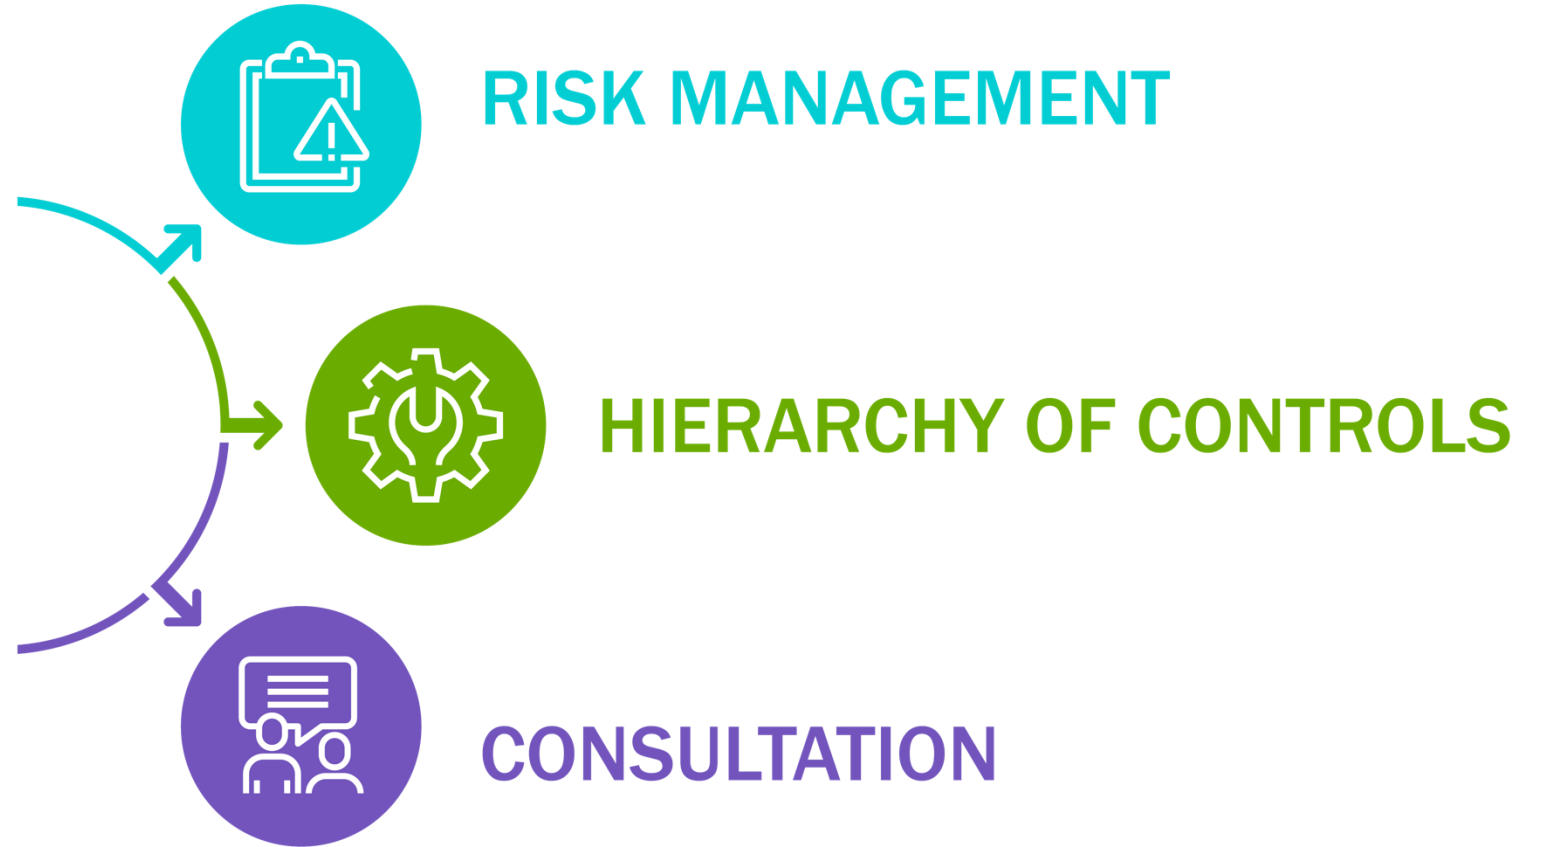 RISK MANAGEMENT
HIERARCHY OF CONTROLS
CONSULTATION